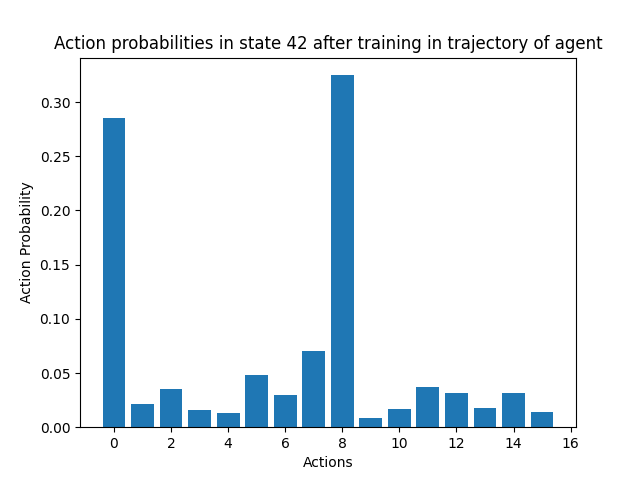 Action probabilities in state 42 after training in trajectory of agent
0.30
0.25
0.20
0.15
0.10
0.05
0.00
Action Probability
0 2 4 6 8 10 12 14 16
Actions